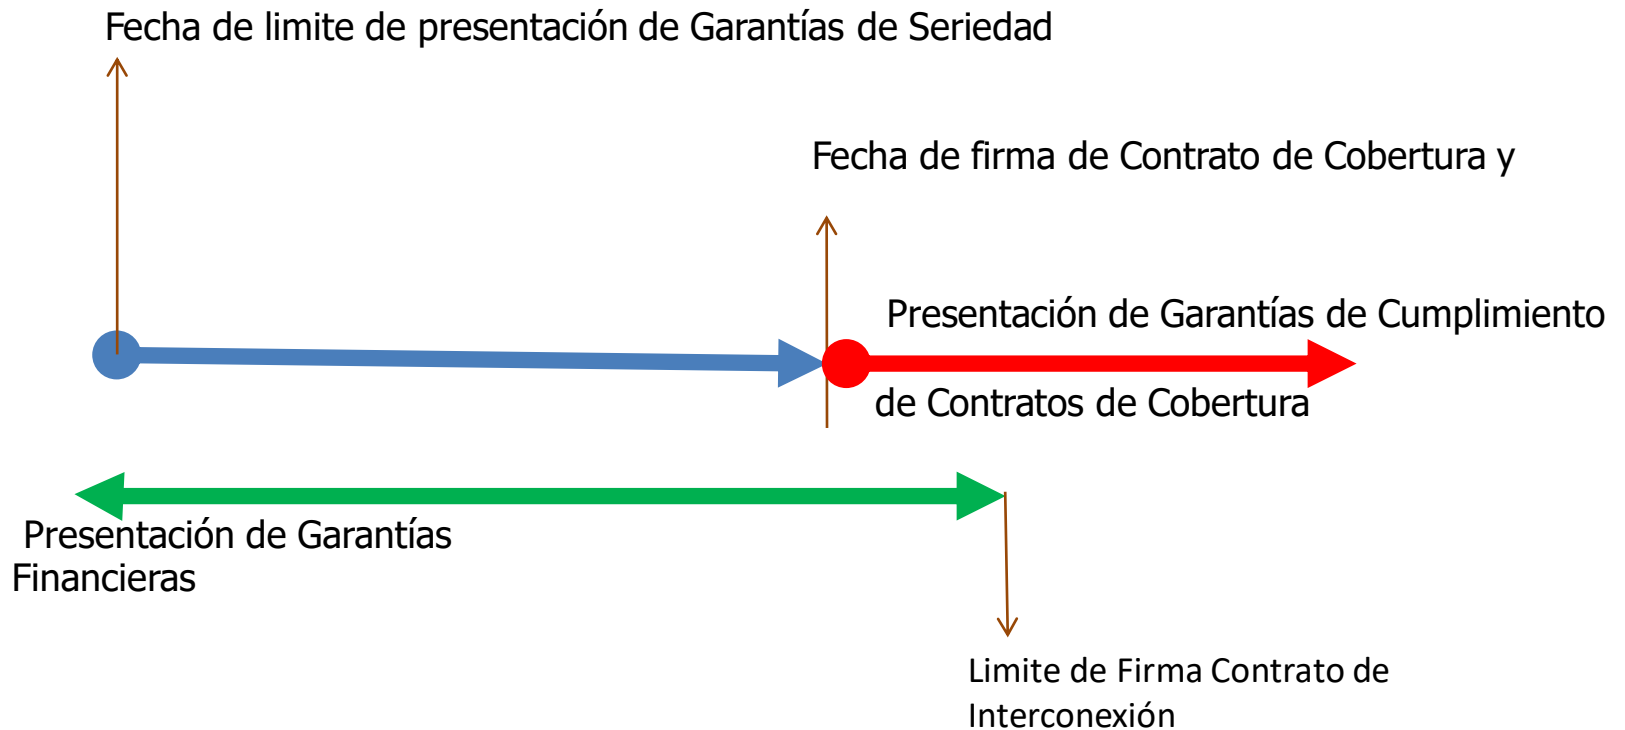 Fecha de limite de presentación de Garantías de Seriedad
Fecha de firma de Contrato de Cobertura y
Presentación de Garantías de Cumplimiento
de Contratos de Cobertura
Presentación de Garantías
Financieras
Limite de Firma Contrato de
Interconexión